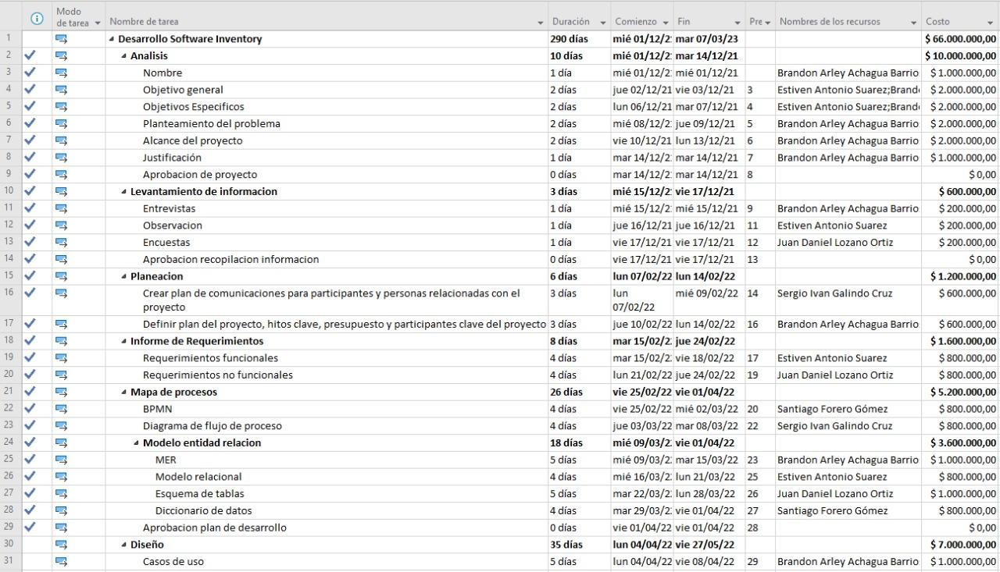 Modo
de tarea Nombre de tarea Duración Comienzo Fin Pre Nombres de los recursos Costo
1 Desarrollo Software Inventory 290 días mié 01/12/2 mar 07/03/23 $ 66.000.000,00
2 Analisis 10 días mié 01/12/2 mar 14/12/21 $ 10.000.000,00
3 Nombre 1 día mié 01/12/2 mié 01/12/21 Brandon Arley Achagua Barrio $ 1.000.000,00
4 Objetivo general 2 días jue 02/12/21 vie 03/12/21 3 Estiven Antonio Suarez;Brand $ 2.000.000,00
5 Objetivos Especificos 2 días lun 06/12/21 mar 07/12/21 4 Estiven Antonio Suarez;Brand $ 2.000.000,00
6 Planteamiento del problema 2 días mié 08/12/2 jue 09/12/21 5 Brandon Arley Achagua Barrio $ 2.000.000,00
7 Alcance del proyecto 2 días vie 10/12/21 lun 13/12/21 6 Brandon Arley Achagua Barrio $ 2.000.000,00
8 Justificación 1 día mar 14/12/2 mar 14/12/21 7 Brandon Arley Achagua Barrio $ 1.000.000,00
9 Aprobacion de proyecto 0 días mar 14/12/2 mar 14/12/21 8 $ 0,00
10 Levantamiento de informacion 3 días mié 15/12/2 vie 17/12/21 $ 600.000,00
11 Entrevistas 1 día mié 15/12/2 mié 15/12/21 9 Brandon Arley Achagua Barrio $ 200.000,00
12 Observacion 1 día jue 16/12/21 jue 16/12/21 11 Estiven Antonio Suarez $ 200.000,00
13 Encuestas 1 día vie 17/12/21 vie 17/12/21 12 Juan Daniel Lozano Ortiz $ 200.000,00
14 Aprobacion recopilacion informacion 0 días vie 17/12/21 vie 17/12/21 13 $ 0,00
15 Planeacion 6 días lun 07/02/22 lun 14/02/22 $ 1.200.000,00
16 Crear plan de comunicaciones para participantes y personas relacionadas con el 3 días lun mié 09/02/22 14 Sergio Ivan Galindo Cruz $ 600.000,00
proyecto 07/02/22
17 Definir plan del proyecto, hitos clave, presupuesto y participantes clave del proyecto 3 días jue 10/02/22 lun 14/02/22 16 Brandon Arley Achagua Barrio $ 600.000,00
18 Informe de Requerimientos 8 días mar 15/02/2 jue 24/02/22 $ 1.600.000,00
19 Requerimientos funcionales 4 días mar 15/02/2 vie 18/02/22 17 Estiven Antonio Suarez $ 800.000,00
20 Requerimientos no funcionales 4 días lun 21/02/22 jue 24/02/22 19 Juan Daniel Lozano Ortiz $ 800.000,00
21 Mapa de procesos 26 días vie 25/02/22 vie 01/04/22 $ 5.200.000,00
22 BPMN 4 días vie 25/02/22 mié 02/03/22 20 Santiago Forero Gómez $ 800.000,00
23 Diagrama de flujo de proceso 4 días jue 03/03/22 mar 08/03/22 22 Sergio Ivan Galindo Cruz $ 800.000,00
24 Modelo entidad relacion 18 días mié 09/03/2 vie 01/04/22 $ 3.600.000,00
25 MER 5 días mié 09/03/2 mar 15/03/22 23 Brandon Arley Achagua Barrio $ 1.000.000,00
26 Modelo relacional 4 días mié 16/03/2 lun 21/03/22 25 Estiven Antonio Suarez $ 800.000,00
27 Esquema de tablas 5 días mar 22/03/2 lun 28/03/22 26 Juan Daniel Lozano Ortiz $ 1.000.000,00
28 Diccionario de datos 4 días mar 29/03/2 vie 01/04/22 27 Santiago Forero Gómez $ 800.000,00
29 Aprobacion plan de desarrollo 0 días vie 01/04/22 vie 01/04/22 28 $ 0,00
30 Diseño 35 días lun 04/04/22 vie 27/05/22 $ 7.000.000,00
31 Casos de uso 5 días lun 04/04/22 vie 08/04/22 29 Brandon Arley Achagua Barrio $ 1.000.000,00